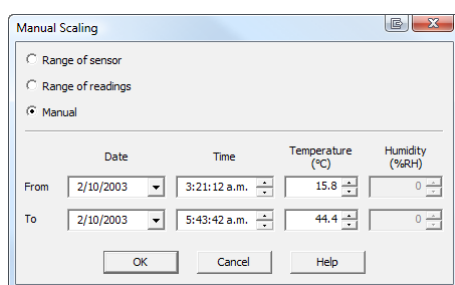 Manual Scaling
Range of sensor
Range of readings
Manual
Date Time Temperature (°C) Humidity (%RH)
From 2/10/2003 3:21:12 a.m. 15.8 0
To 2/10/2003 5:43:42 a.m. 44.4 0
OK Cancel Help